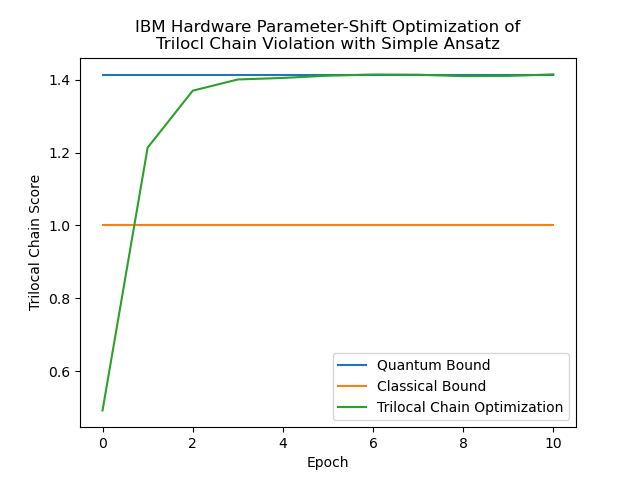 IBM Hardware Parameter-Shift Optimization of
Trilocl Chain Violation with Simple Ansatz
Trilocal Chain Score
1.4
1.2
1.0
0.8
0.6
Quantum Bound
Classical Bound
Trilocal Chain Optimization
0 2 4 6 8 10
Epoch